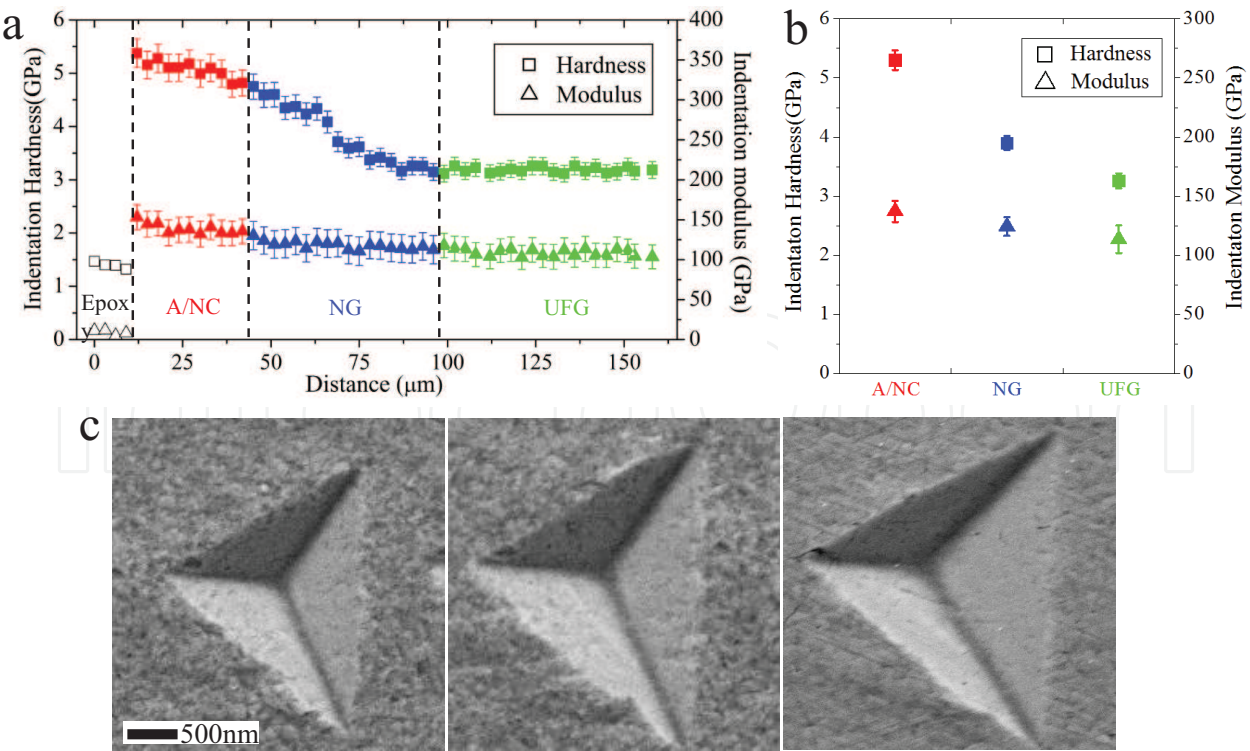 a
Indentation Hardness(GPa)
6
5
4
3
2
1
0
Hardness
Modulus
Epox
y
A/NC
NG
UFG
400
350
300
250
200
150
100
50
0
Indentation modulus (GPa)
0
25
50
75
100
125
150
Distance (μm)
b
Indentaton Hardness(GPa)
6
5
4
3
2
1
0
Hardness
Modulus
300
250
200
150
100
50
0
Indentaton Modulus (GPa)
A/NC
NG
UFG
c
500nm